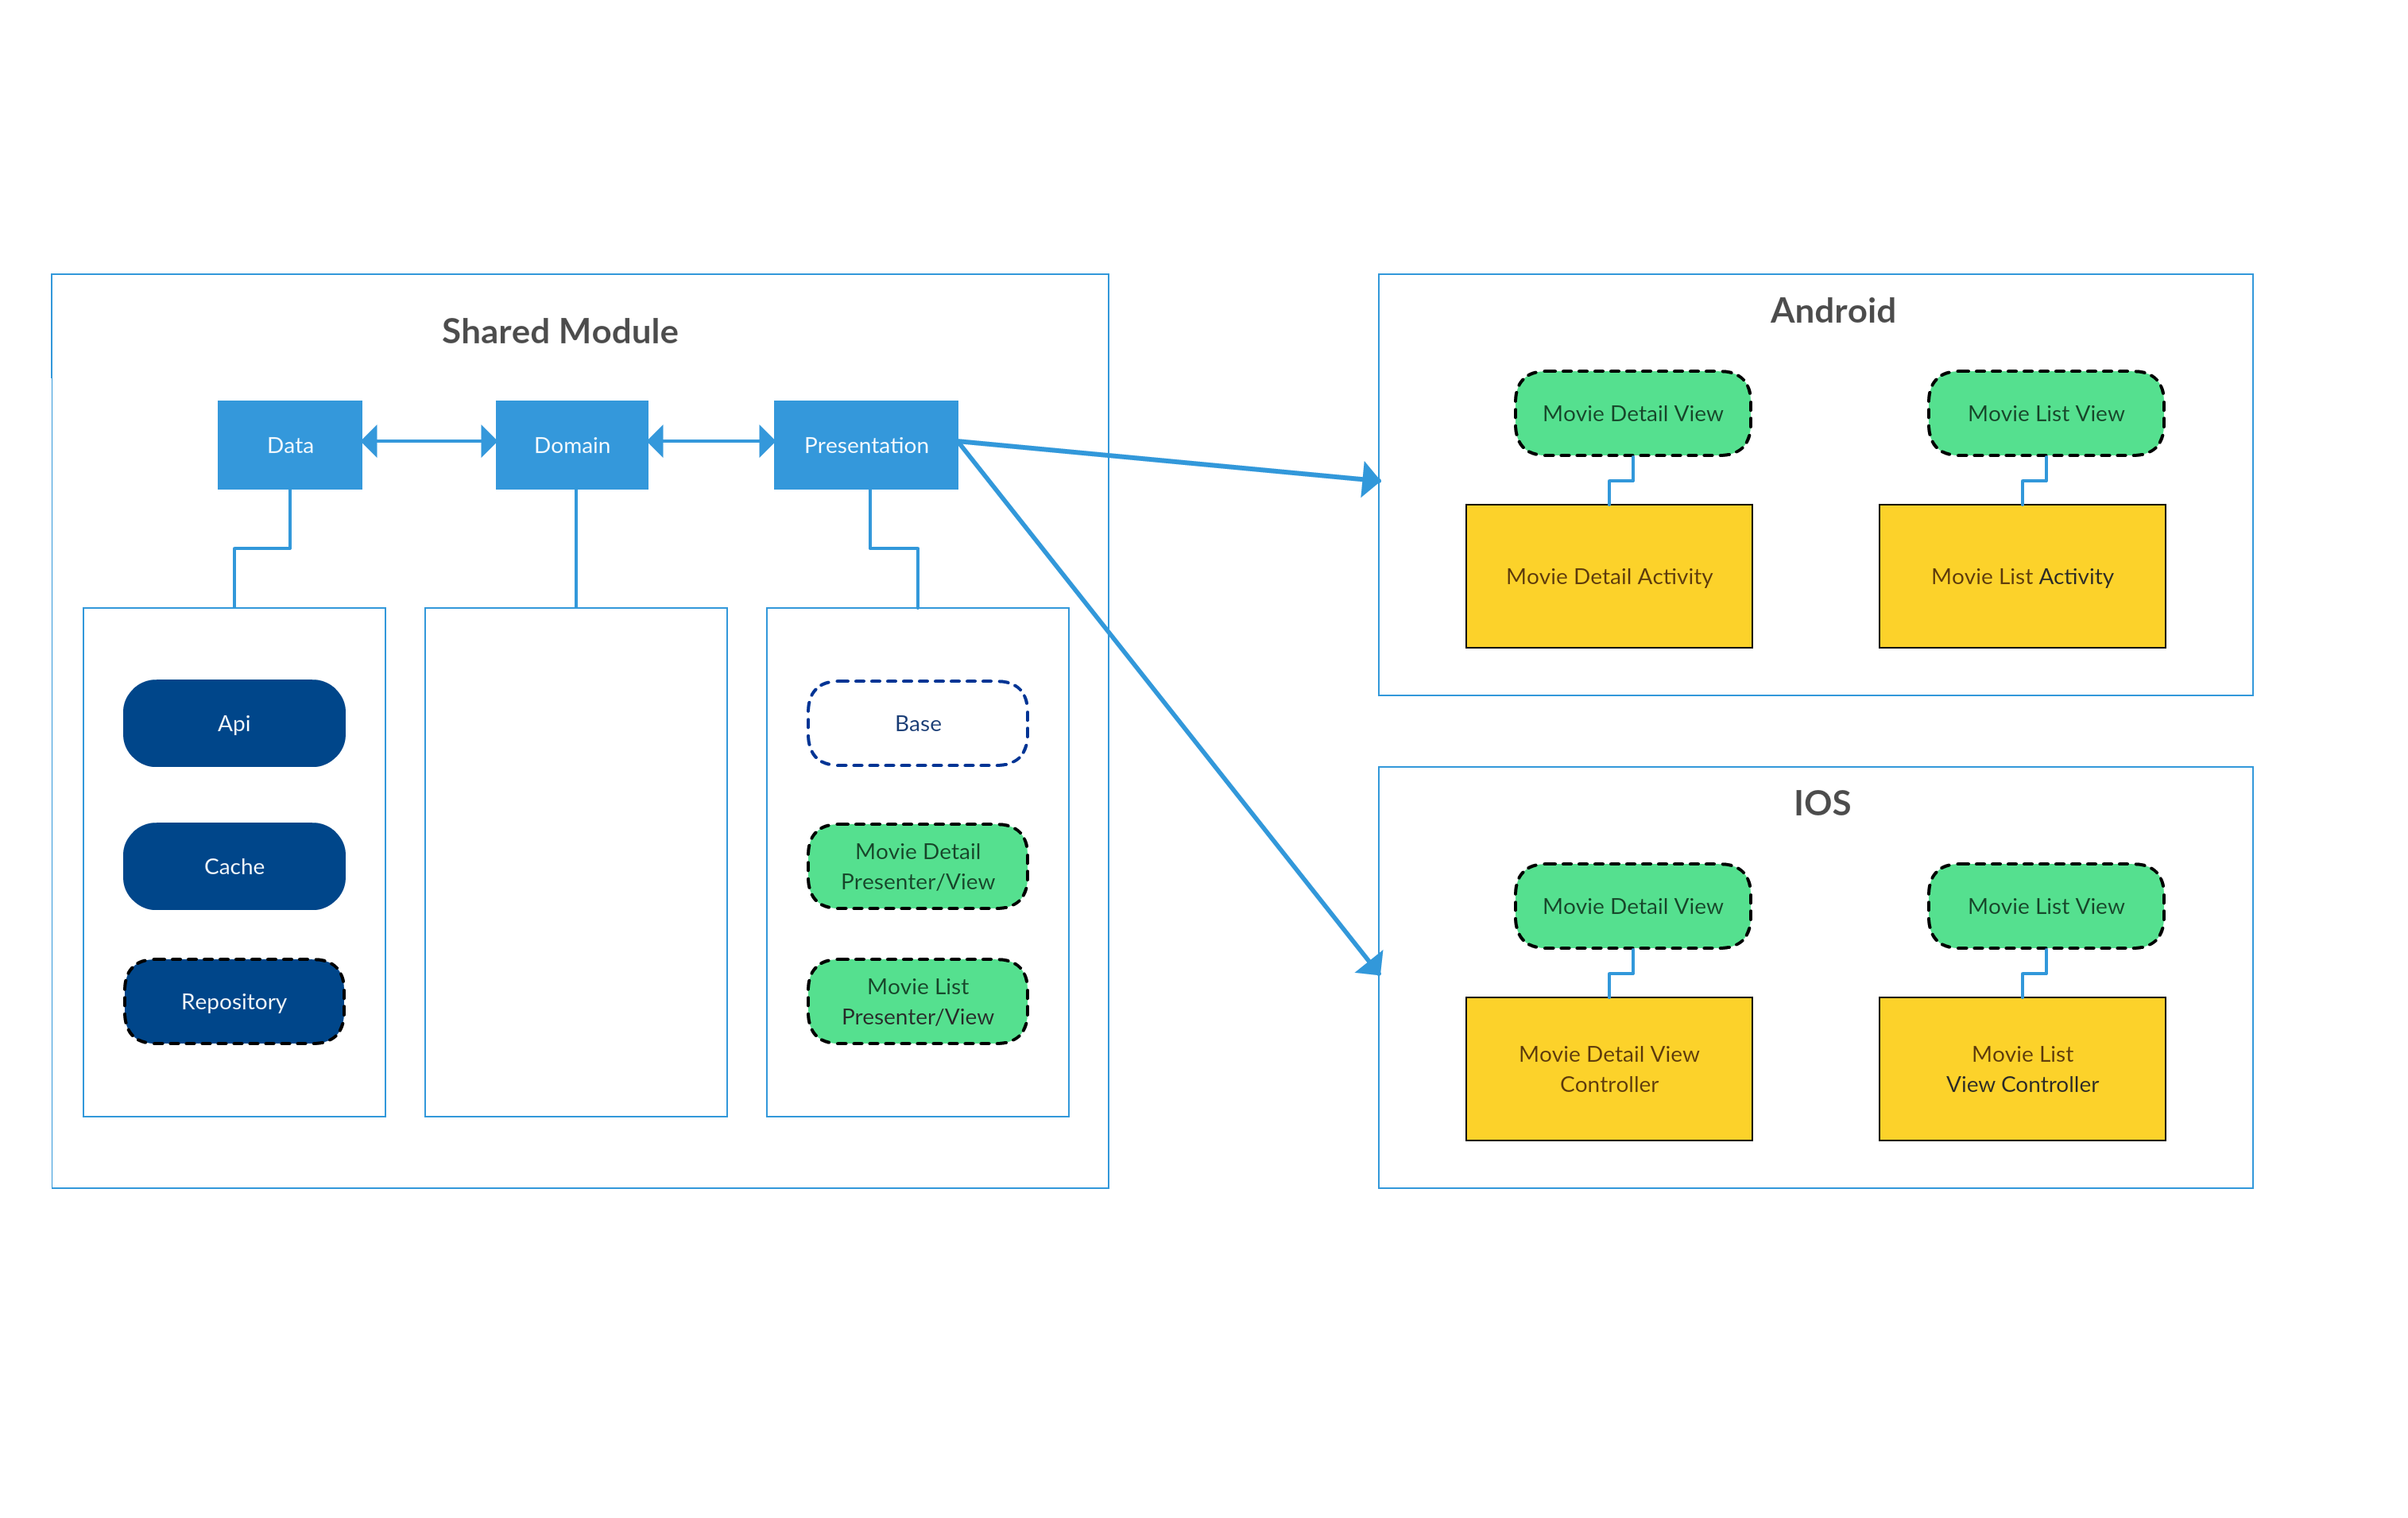 Shared Module
Data
Domain
Presentation
Api
Cache
Repository
Base
Movie Detail
Presenter/View
Movie List
Presenter/View
Android
Movie Detail View
Movie List View
Movie Detail Activity
Movie List Activity
IOS
Movie Detail View
Movie List View
Movie Detail View
Controller
Movie List
View Controller